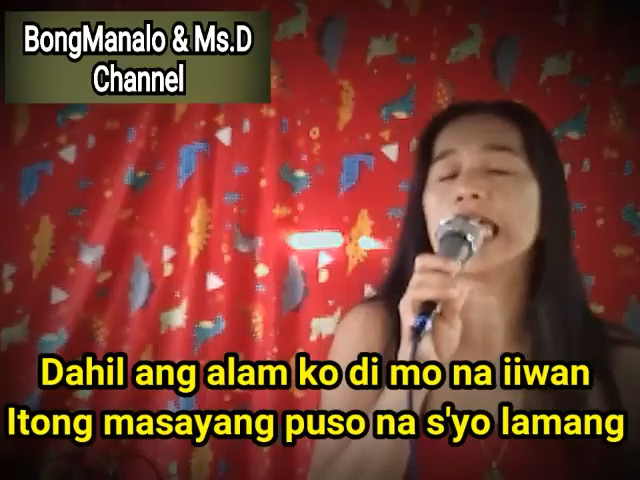 BongManalo & Ms.D
Channel
Dahil ang alam ko di mo na iiwan
Itong masayang puso na s'yo lamang